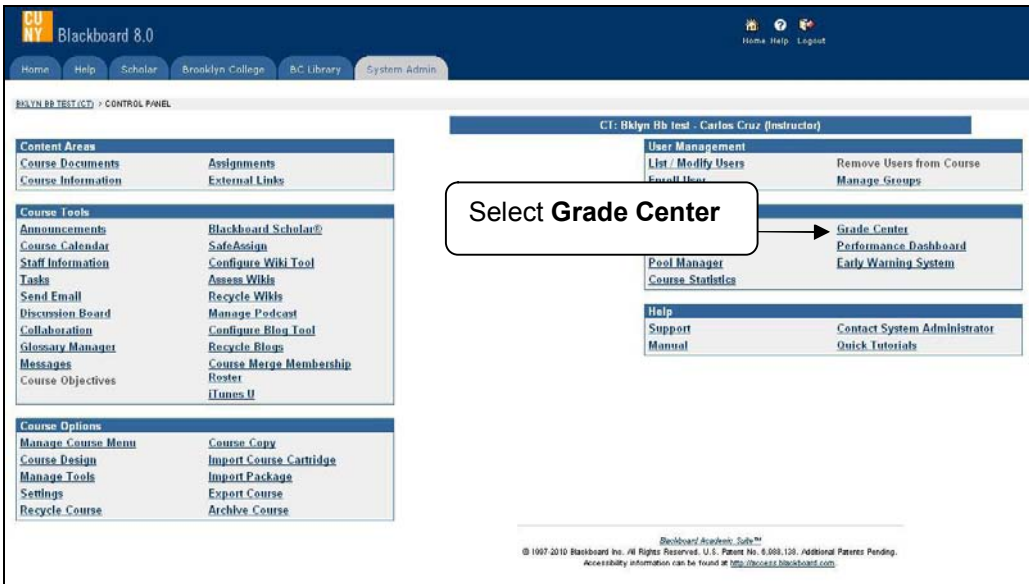 CU
NY
Blackboard 8.0
Home Help Logout
Home Help Scholar Brooklyn College BC Library System Admin
BKLYN BB TEST (CT) > CONTROL PANEL
CT: Bklyn Bb test - Carlos Cruz (Instructor)
Content Areas
Course Documents Assignments
Course Information External Links
Course Tools
Announcements Blackboard Scholar®
Course Calendar SafeAssign
Staff Information Configure Wiki Tool
Tasks Assess Wikis
Send Email Recycle Wikis
Discussion Board Manage Podcast
Collaboration Configure Blog Tool
Glossary Manager Recycle Blogs
Messages Course Merge Membership
Course Objectives Roster
iTunes U
Course Options
Manage Course Menu Course Copy
Course Design Import Course Cartridge
Manage Tools Import Package
Settings Export Course
Recycle Course Archive Course
User Management
List / Modify Users Remove Users from Course
Enroll User Manage Groups
Select Grade Center
Grade Center
Performance Dashboard
Pool Manager Early Warning System
Course Statistics
Help
Support Contact System Administrator
Manual Quick Tutorials
Blackboard Academic Suite™
© 1997-2010 Blackboard Inc. All Rights Reserved. U.S. Patent No. 6,988,138. Additional Patents Pending.
Accessibility information can be found at http://access.blackboard.com.